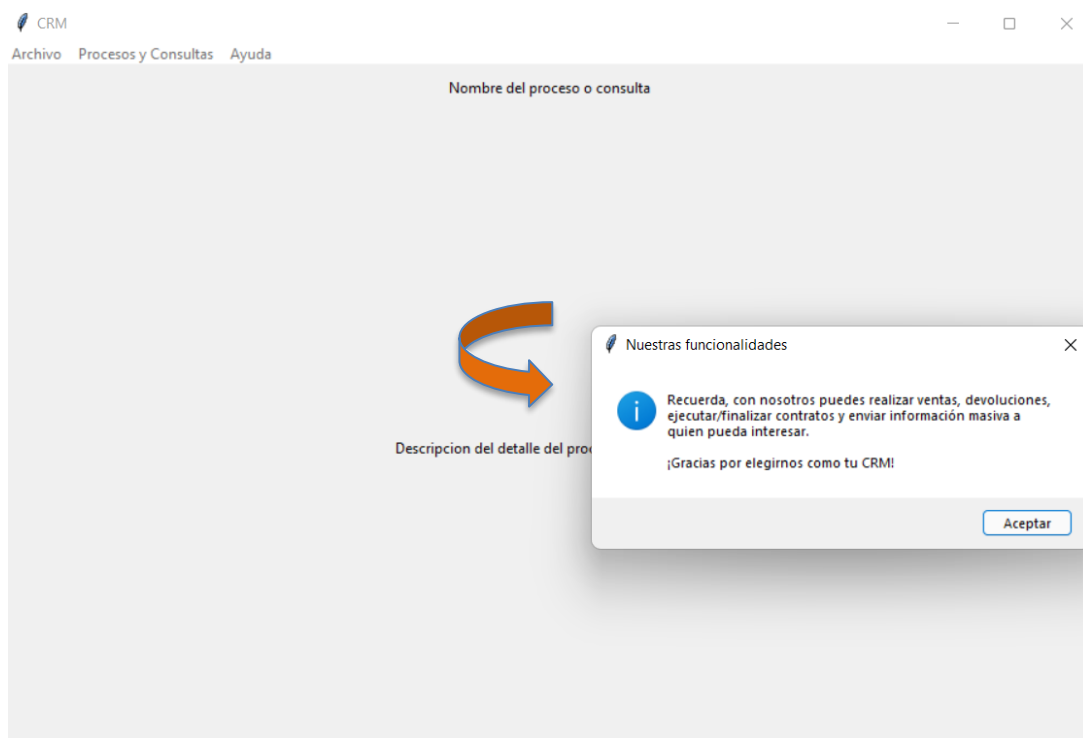 CRM
Archivo Procesos y Consultas Ayuda
Nombre del proceso o consulta
Nuestras funcionalidades
Recuerda, con nosotros puedes realizar ventas, devoluciones,
ejecutar/finalizar contratos y enviar información masiva a
quien pueda interesar.
¡Gracias por elegirnos como tu CRM!
Descripcion del detalle del
Aceptar